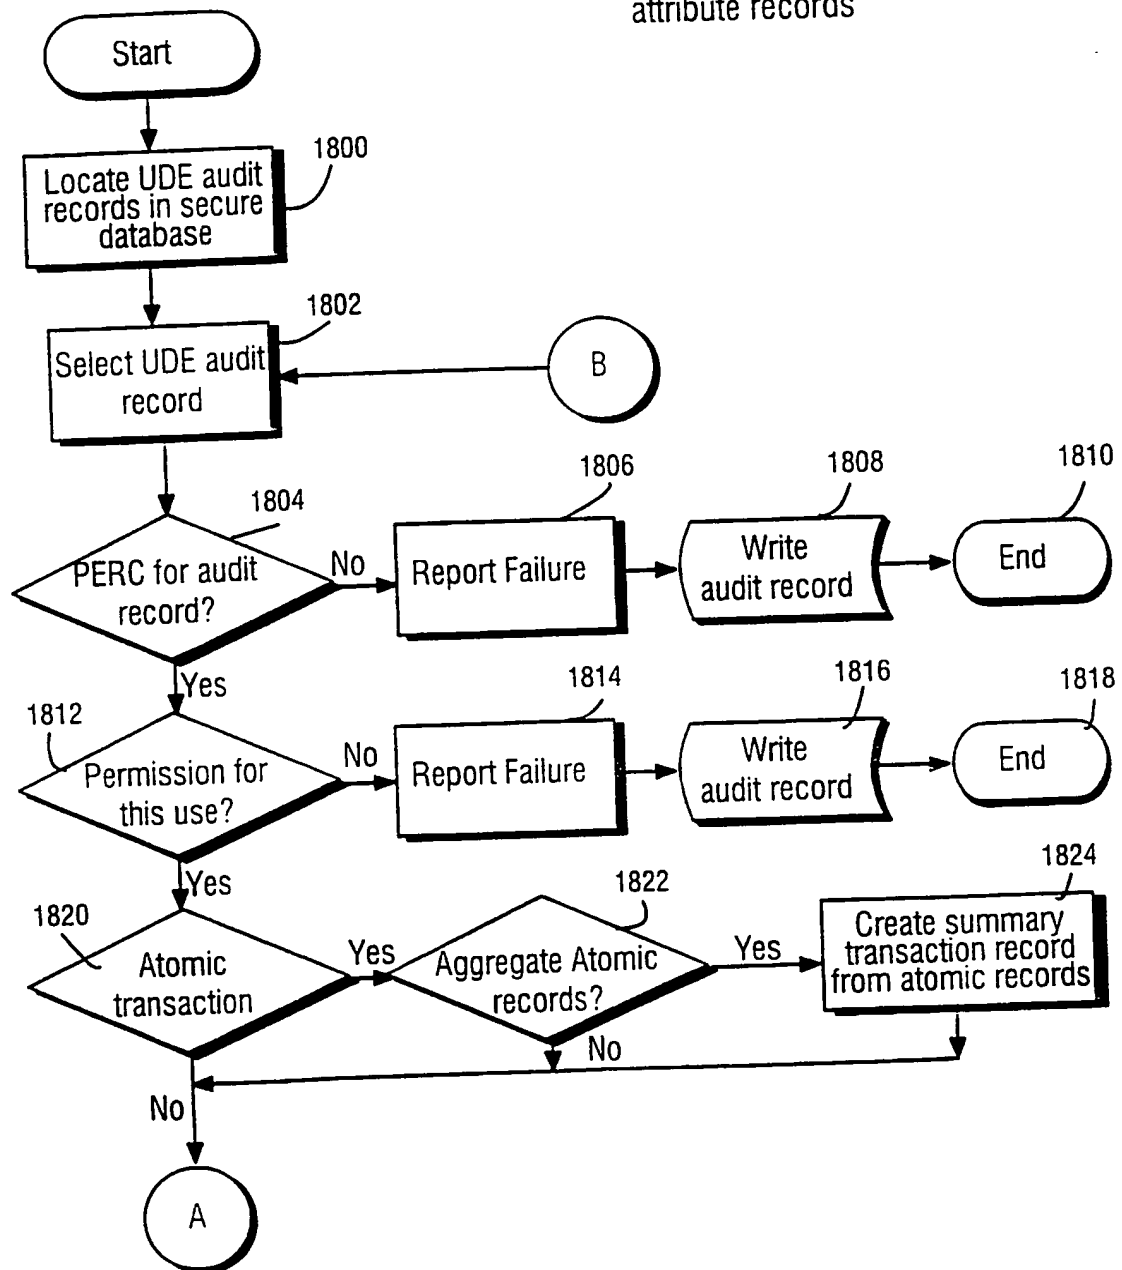 attribute records
Start
1800
Locate UDE audit
records in secure
database
1802
Select UDE audit
record
B
1804
PERC for audit
record?
No
1806
Report Failure
1808
Write
audit record
1810
End
Yes
1812
Permission for
this use?
No
1814
Report Failure
1816
Write
audit record
1818
End
Yes
1820
Atomic
transaction
Yes
1822
Aggregate Atomic
records?
Yes
1824
Create summary
transaction record
from atomic records
No
No
A